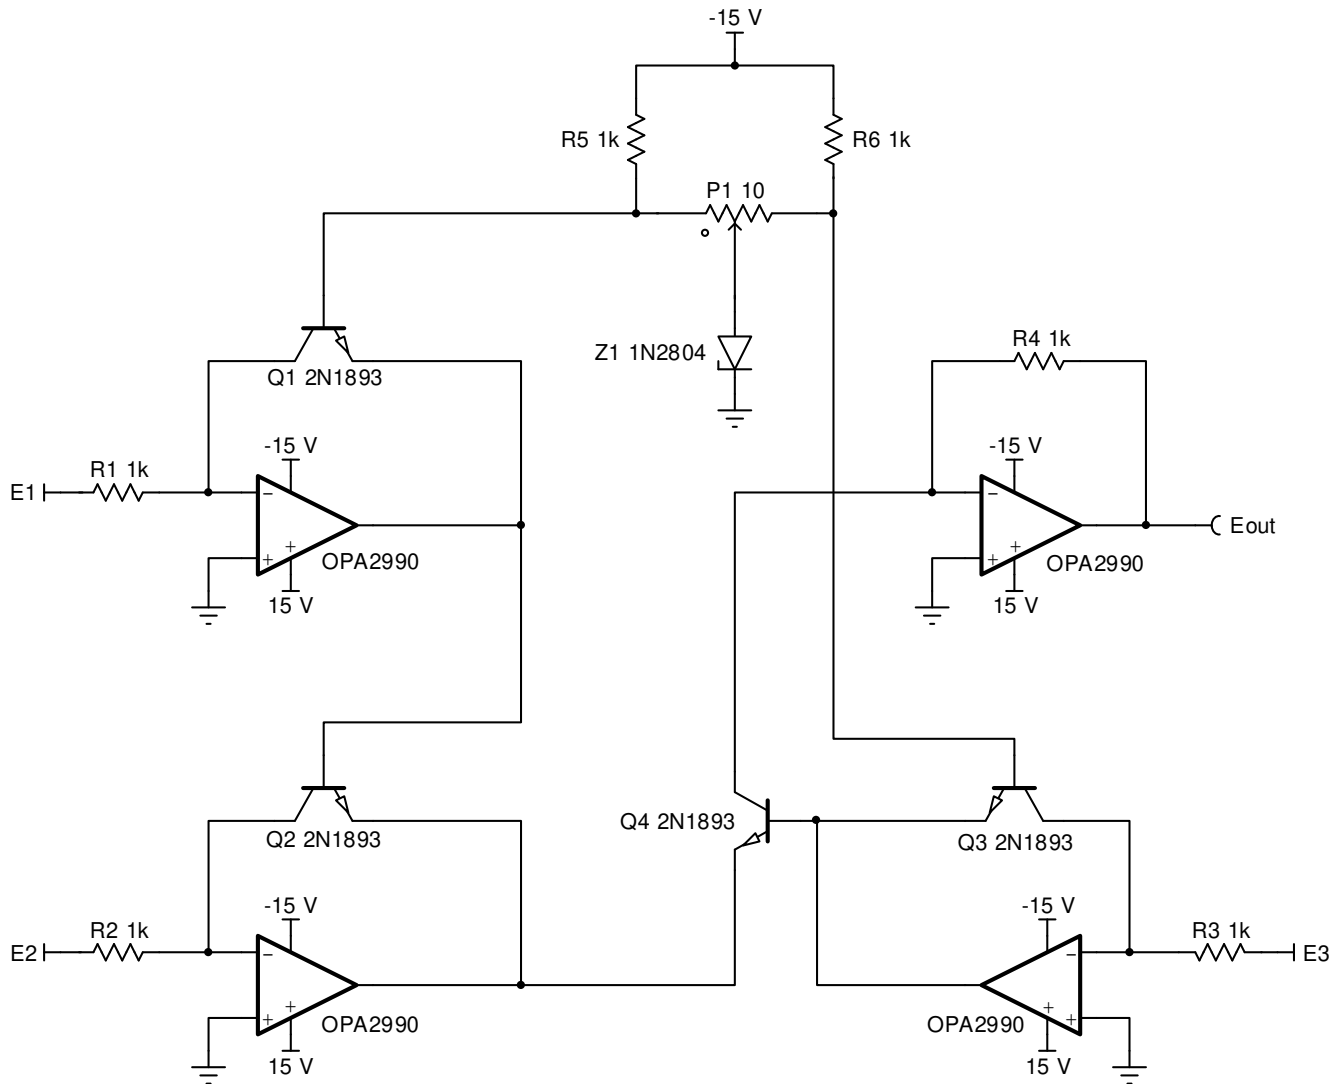 -15 V
R5 1k
R6 1k
P1 10
Z1 1N2804
R4 1k
Q1 2N1893
-15 V
-15 V
R1 1k
E1
−
+
+
OPA2990
15 V
−
+
+
OPA2990
15 V
Eout
Q2 2N1893
Q4 2N1893
Q3 2N1893
-15 V
-15 V
R2 1k
R3 1k
E2
E3
−
+
+
OPA2990
15 V
−
+
+
OPA2990
15 V